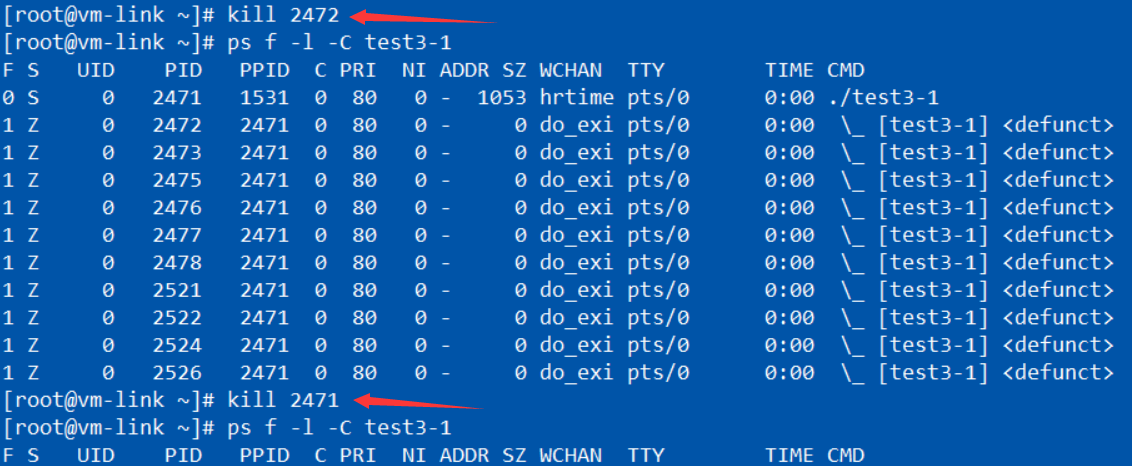 [root@vm-link ~]# kill 2472
[root@vm-link ~]# ps f -l -C test3-1
F S   UID    PID   PPID  C PRI  NI ADDR SZ WCHAN  TTY        TIME CMD
0 S     0   2471   1531  0  80   0 -  1053 hrtime pts/0      0:00 ./test3-1
1 Z     0   2472   2471  0  80   0 -     0 do_exi pts/0      0:00  \_ [test3-1] <defunct>
1 Z     0   2473   2471  0  80   0 -     0 do_exi pts/0      0:00  \_ [test3-1] <defunct>
1 Z     0   2475   2471  0  80   0 -     0 do_exi pts/0      0:00  \_ [test3-1] <defunct>
1 Z     0   2476   2471  0  80   0 -     0 do_exi pts/0      0:00  \_ [test3-1] <defunct>
1 Z     0   2477   2471  0  80   0 -     0 do_exi pts/0      0:00  \_ [test3-1] <defunct>
1 Z     0   2478   2471  0  80   0 -     0 do_exi pts/0      0:00  \_ [test3-1] <defunct>
1 Z     0   2521   2471  0  80   0 -     0 do_exi pts/0      0:00  \_ [test3-1] <defunct>
1 Z     0   2522   2471  0  80   0 -     0 do_exi pts/0      0:00  \_ [test3-1] <defunct>
1 Z     0   2524   2471  0  80   0 -     0 do_exi pts/0      0:00  \_ [test3-1] <defunct>
1 Z     0   2526   2471  0  80   0 -     0 do_exi pts/0      0:00  \_ [test3-1] <defunct>
[root@vm-link ~]# kill 2471
[root@vm-link ~]# ps f -l -C test3-1
F S   UID    PID   PPID  C PRI  NI ADDR SZ WCHAN  TTY        TIME CMD